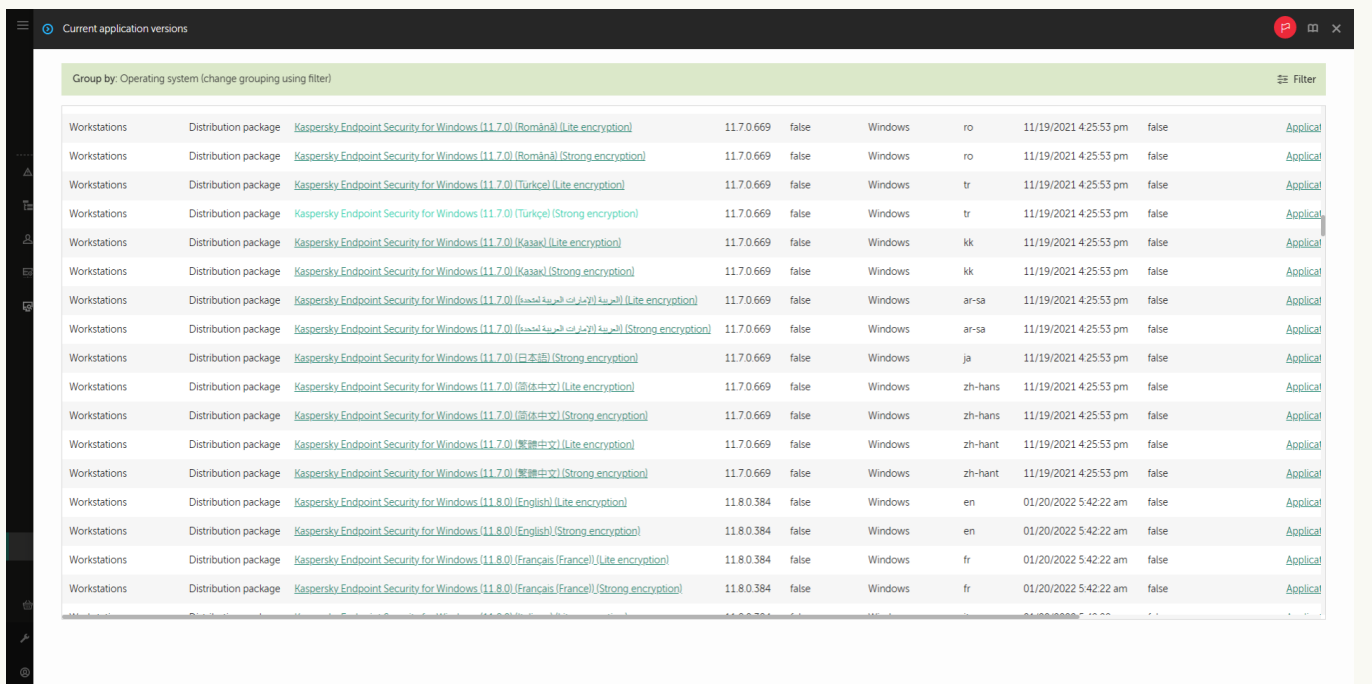 Current application versions
Group by: Operating system (change grouping using filter) Filter
Workstations Distribution package Kaspersky Endpoint Security for Windows (11.7.0) (Română) (Lite encryption) 11.7.0.669 false Windows ro 11/19/2021 4:25:53 pm false Applicat
Workstations Distribution package Kaspersky Endpoint Security for Windows (11.7.0) (Română) (Strong encryption) 11.7.0.669 false Windows ro 11/19/2021 4:25:53 pm false Applicat
Workstations Distribution package Kaspersky Endpoint Security for Windows (11.7.0) (Türkçe) (Lite encryption) 11.7.0.669 false Windows tr 11/19/2021 4:25:53 pm false Applicat
Workstations Distribution package Kaspersky Endpoint Security for Windows (11.7.0) (Türkçe) (Strong encryption) 11.7.0.669 false Windows tr 11/19/2021 4:25:53 pm false Applicat
Workstations Distribution package Kaspersky Endpoint Security for Windows (11.7.0) (Қазақ) (Lite encryption) 11.7.0.669 false Windows kk 11/19/2021 4:25:53 pm false Applicat
Workstations Distribution package Kaspersky Endpoint Security for Windows (11.7.0) (Қазақ) (Strong encryption) 11.7.0.669 false Windows kk 11/19/2021 4:25:53 pm false Applicat
Workstations Distribution package Kaspersky Endpoint Security for Windows (11.7.0) (العربية (الإمارات العربية لمتحدة)) (Lite encryption) 11.7.0.669 false Windows ar-sa 11/19/2021 4:25:53 pm false Applicat
Workstations Distribution package Kaspersky Endpoint Security for Windows (11.7.0) (العربية (الإمارات العربية لمتحدة)) (Strong encryption) 11.7.0.669 false Windows ar-sa 11/19/2021 4:25:53 pm false Applicat
Workstations Distribution package Kaspersky Endpoint Security for Windows (11.7.0) (日本語) (Strong encryption) 11.7.0.669 false Windows ja 11/19/2021 4:25:53 pm false Applicat
Workstations Distribution package Kaspersky Endpoint Security for Windows (11.7.0) (简体中文) (Lite encryption) 11.7.0.669 false Windows zh-hans 11/19/2021 4:25:53 pm false Applicat
Workstations Distribution package Kaspersky Endpoint Security for Windows (11.7.0) (简体中文) (Strong encryption) 11.7.0.669 false Windows zh-hans 11/19/2021 4:25:53 pm false Applicat
Workstations Distribution package Kaspersky Endpoint Security for Windows (11.7.0) (繁體中文) (Lite encryption) 11.7.0.669 false Windows zh-hant 11/19/2021 4:25:53 pm false Applicat
Workstations Distribution package Kaspersky Endpoint Security for Windows (11.7.0) (繁體中文) (Strong encryption) 11.7.0.669 false Windows zh-hant 11/19/2021 4:25:53 pm false Applicat
Workstations Distribution package Kaspersky Endpoint Security for Windows (11.8.0) (English) (Lite encryption) 11.8.0.384 false Windows en 01/20/2022 5:42:22 am false Applicat
Workstations Distribution package Kaspersky Endpoint Security for Windows (11.8.0) (English) (Strong encryption) 11.8.0.384 false Windows en 01/20/2022 5:42:22 am false Applicat
Workstations Distribution package Kaspersky Endpoint Security for Windows (11.8.0) (Français (France)) (Lite encryption) 11.8.0.384 false Windows fr 01/20/2022 5:42:22 am false Applicat
Workstations Distribution package Kaspersky Endpoint Security for Windows (11.8.0) (Français (France)) (Strong encryption) 11.8.0.384 false Windows fr 01/20/2022 5:42:22 am false Applicat